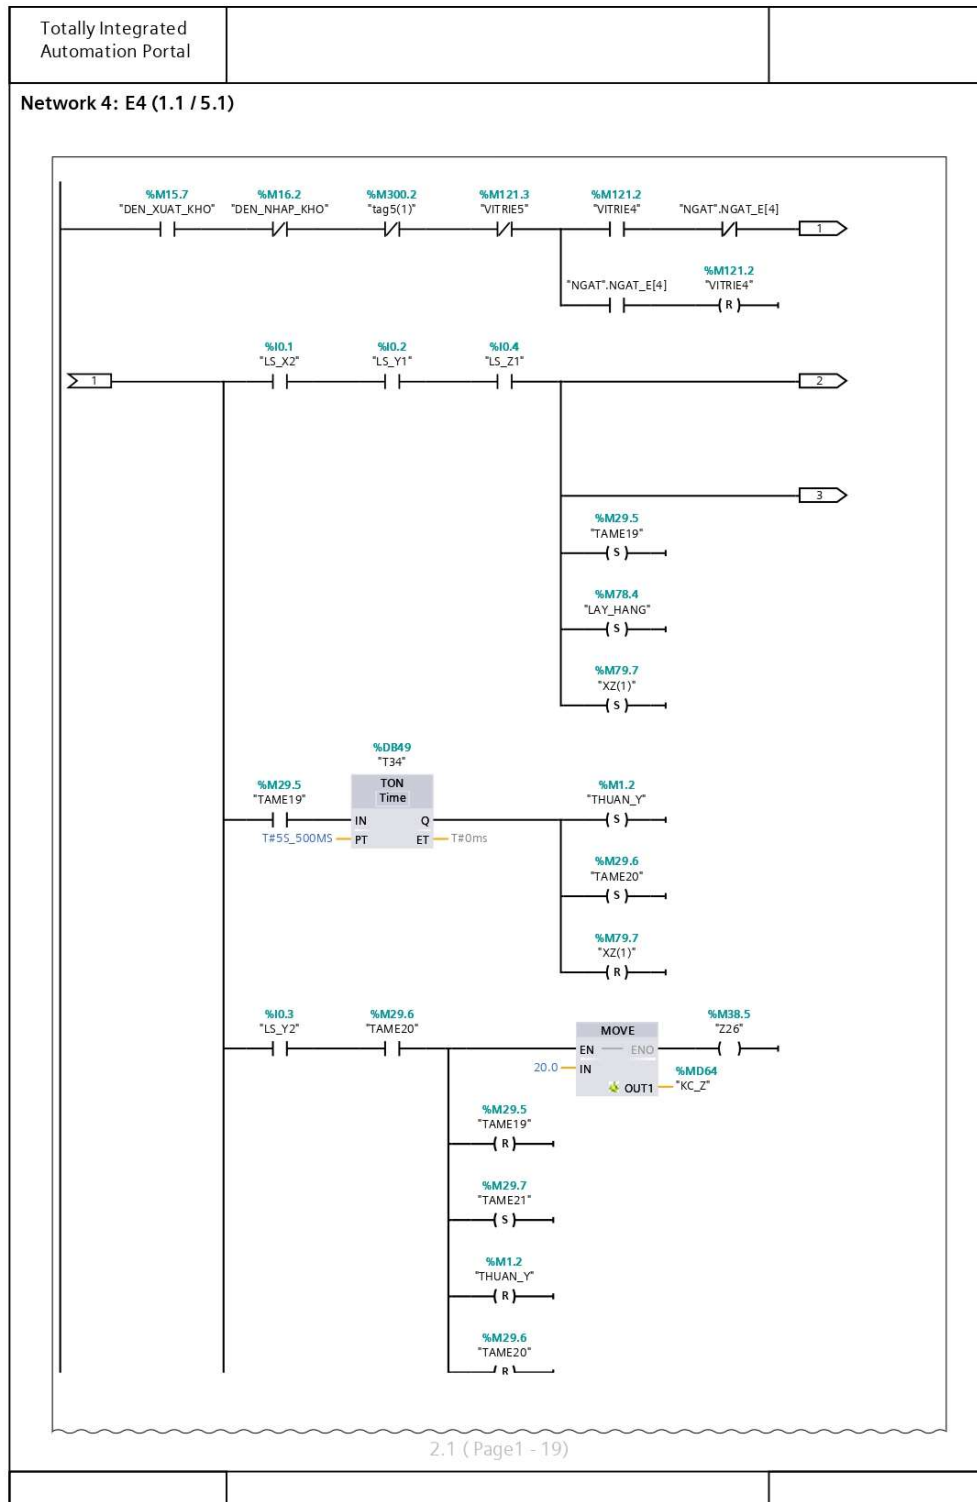 Totally Integrated
Automation Portal
Network 4: E4 (1.1 / 5.1)
%M15.7 %M16.2 %M300.2 %M121.3 %M121.2
"DEN_XUAT_KHO" "DEN_NHAP_KHO" "tag5(1)" "VITRIE5" "VITRIE4" "NGAT".NGAT_E[4]
1
%M121.2
"NGAT".NGAT_E[4] "VITRIE4"
R
%I0.1 %I0.2 %I0.4
"LS_X2" "LS_Y1" "LS_Z1"
1 2
3
%M29.5
"TAME19"
S
%M78.4
"LAY_HANG"
S
%M79.7
"XZ(1)"
S
%DB49
"T34"
%M29.5 TON %M1.2
"TAME19" Time "THUAN_Y"
IN Q S
T#5S_500MS PT ET T#0ms
%M29.6
"TAME20"
S
%M79.7
"XZ(1)"
R
%I0.3 %M29.6 %M38.5
"LS_Y2" "TAME20" MOVE "Z26"
EN ENO
20.0 IN %MD64
OUT1 "KC_Z"
%M29.5
"TAME19"
R
%M29.7
"TAME21"
S
%M1.2
"THUAN_Y"
R
%M29.6
"TAME20"
R
2.1 ( Page1 - 19)